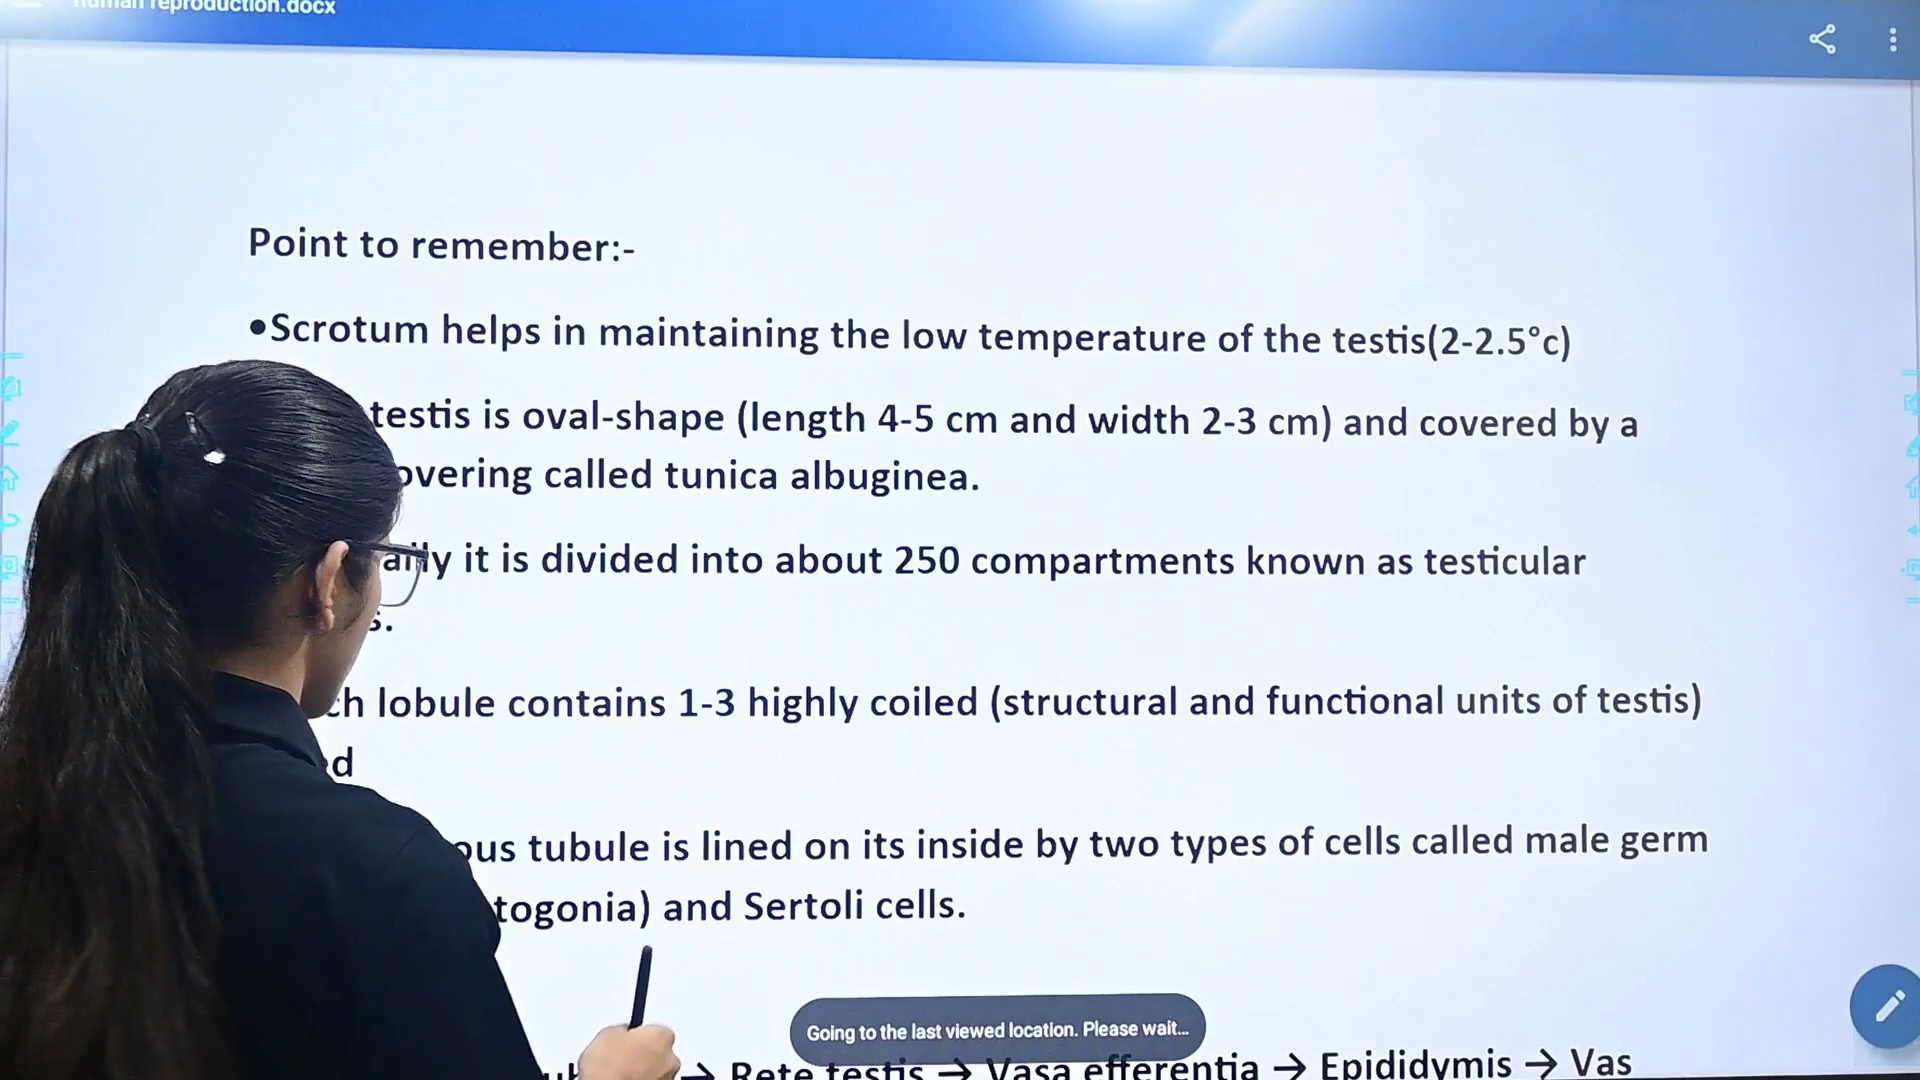 human reproduction.docx
Point to remember:-
•Scrotum helps in maintaining the low temperature of the testis(2-2.5°c)
testis is oval-shape (length 4-5 cm and width 2-3 cm) and covered by a
called tunica albuginea.
it is divided into about 250 compartments known as testicular
lobule contains 1-3 highly coiled (structural and functional units of testis)
tubule is lined on its inside by two types of cells called male germ
and Sertoli cells.
Going to the last viewed location. Please wait...
→ Rete testis → Vasa efferentia → Epididymis → Vas